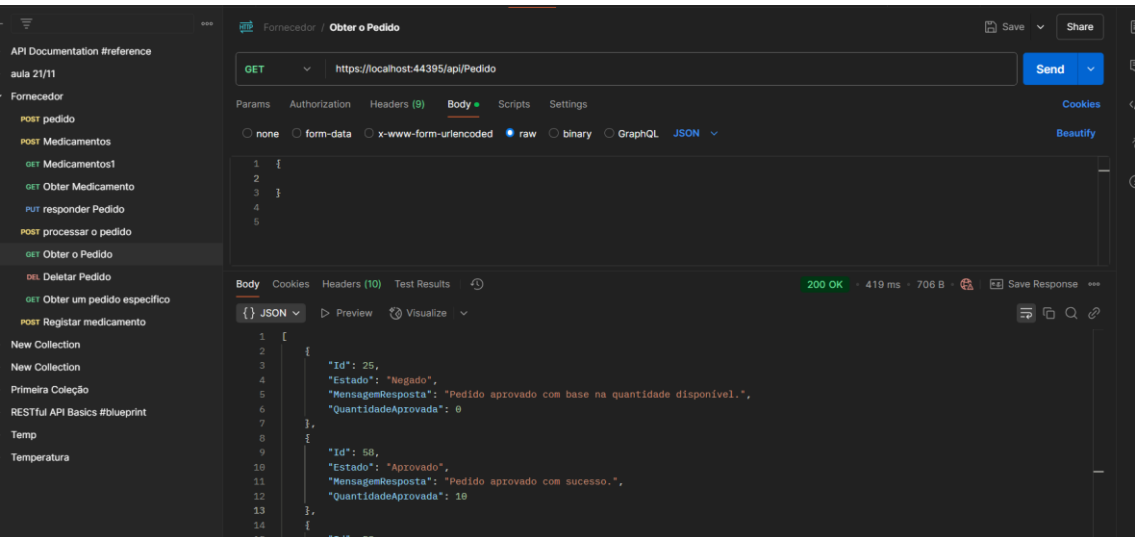 Fornecedor / Obter o Pedido
Save
Share
API Documentation #reference
aula 21/11
Fornecedor
POST pedido
POST Medicamentos
GET Medicamentos1
GET Obter Medicamento
PUT responder Pedido
POST processar o pedido
GET Obter o Pedido
DEL Deletar Pedido
GET Obter um pedido especifico
POST Registar medicamento
New Collection
New Collection
Primeira Coleção
RESTful API Basics #blueprint
Temp
Temperatura
GET https://localhost:44395/api/Pedido
Send
Params Authorization Headers (9) Body Scripts Settings Cookies
none form-data x-www-form-urlencoded raw binary GraphQL JSON Beautify
1 {
2
3 }
4
5
Body Cookies Headers (10) Test Results 200 OK 419 ms 706 B Save Response
{} JSON Preview Visualize
1 [
2 {
3 "Id": 25,
4 "Estado": "Negado",
5 "MensagemResposta": "Pedido aprovado com base na quantidade disponível.",
6 "QuantidadeAprovada": 0
7 },
8 {
9 "Id": 58,
10 "Estado": "Aprovado",
11 "MensagemResposta": "Pedido aprovado com sucesso.",
12 "QuantidadeAprovada": 10
13 },
14 {